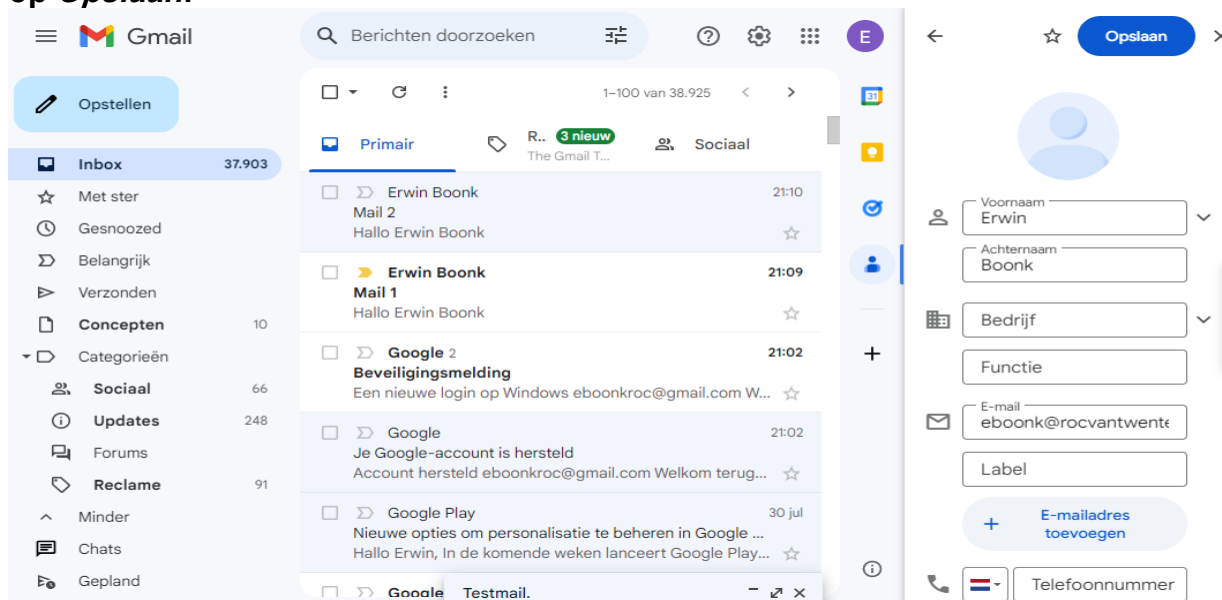 op Opslaan.
Gmail
Berichten doorzoeken
E
Opslaan
Opstellen
1–100 van 38.925
31
Primair
R.. 3 nieuw
The Gmail T...
Sociaal
Inbox 37.903
Met ster
Gesnoozed
Belangrijk
Verzonden
Concepten 10
Categorieën
Sociaal 66
Updates 248
Forums
Reclame 91
Minder
Chats
Gepland
Erwin Boonk 21:10
Mail 2
Hallo Erwin Boonk
Erwin Boonk 21:09
Mail 1
Hallo Erwin Boonk
Google 2 21:02
Beveiligingsmelding
Een nieuwe login op Windows eboonkroc@gmail.com W...
Google 21:02
Je Google-account is hersteld
Account hersteld eboonkroc@gmail.com Welkom terug...
Google Play 30 jul
Nieuwe opties om personalisatie te beheren in Google ...
Hallo Erwin, In de komende weken lanceert Google Play...
Google
Testmail.
Voornaam
Erwin
Achternaam
Boonk
Bedrijf
Functie
E-mail
eboonk@rocvantwente
Label
E-mailadres
toevoegen
Telefoonnummer